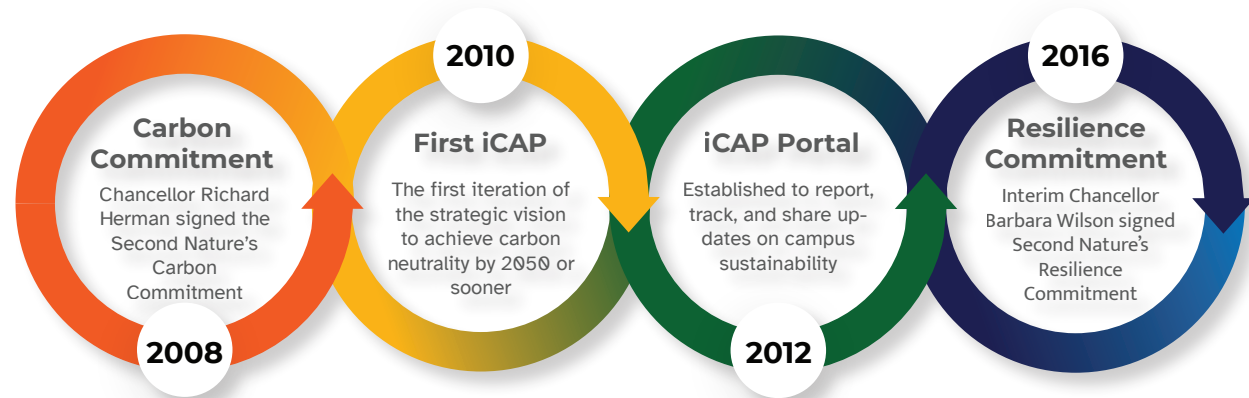 Carbon
Commitment
Chancellor Richard
Herman signed the
Second Nature's
Carbon
Commitment
2008
2010
First iCAP
The first iteration of
the strategic vision
to achieve carbon
neutrality by 2050 or
sooner
iCAP Portal
Established to report,
track, and share up-
dates on campus
sustainability
2012
2016
Resilience
Commitment
Interim Chancellor
Barbara Wilson signed
Second Nature's
Resilience
Commitment